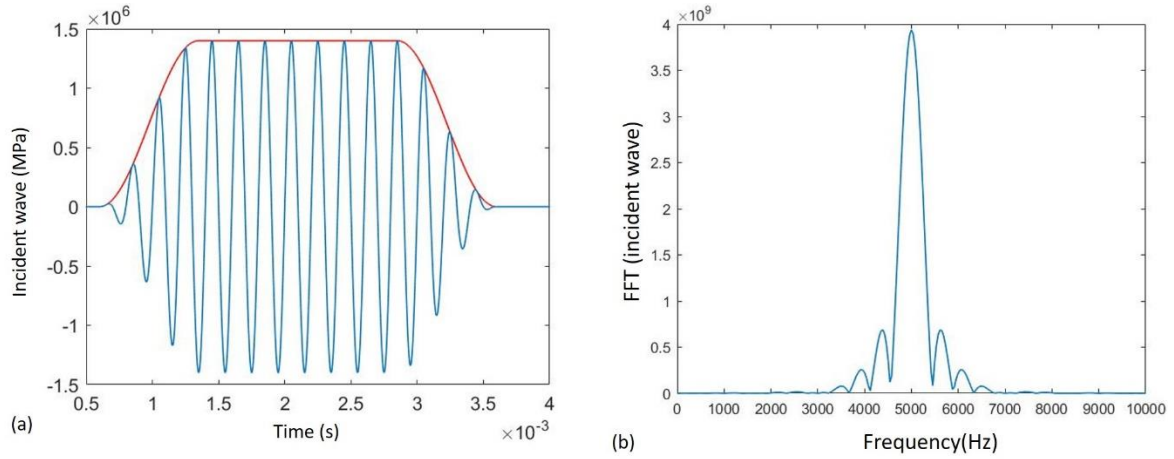 ×10⁶
1.5
1
0.5
0
-0.5
-1
-1.5
Incident wave (MPa)
0.5 1 1.5 2 2.5 3 3.5 4
Time (s)
×10⁻³
(a)
×10⁹
4
3.5
3
2.5
2
1.5
1
0.5
0
FFT (incident wave)
0 1000 2000 3000 4000 5000 6000 7000 8000 9000 10000
Frequency(Hz)
(b)